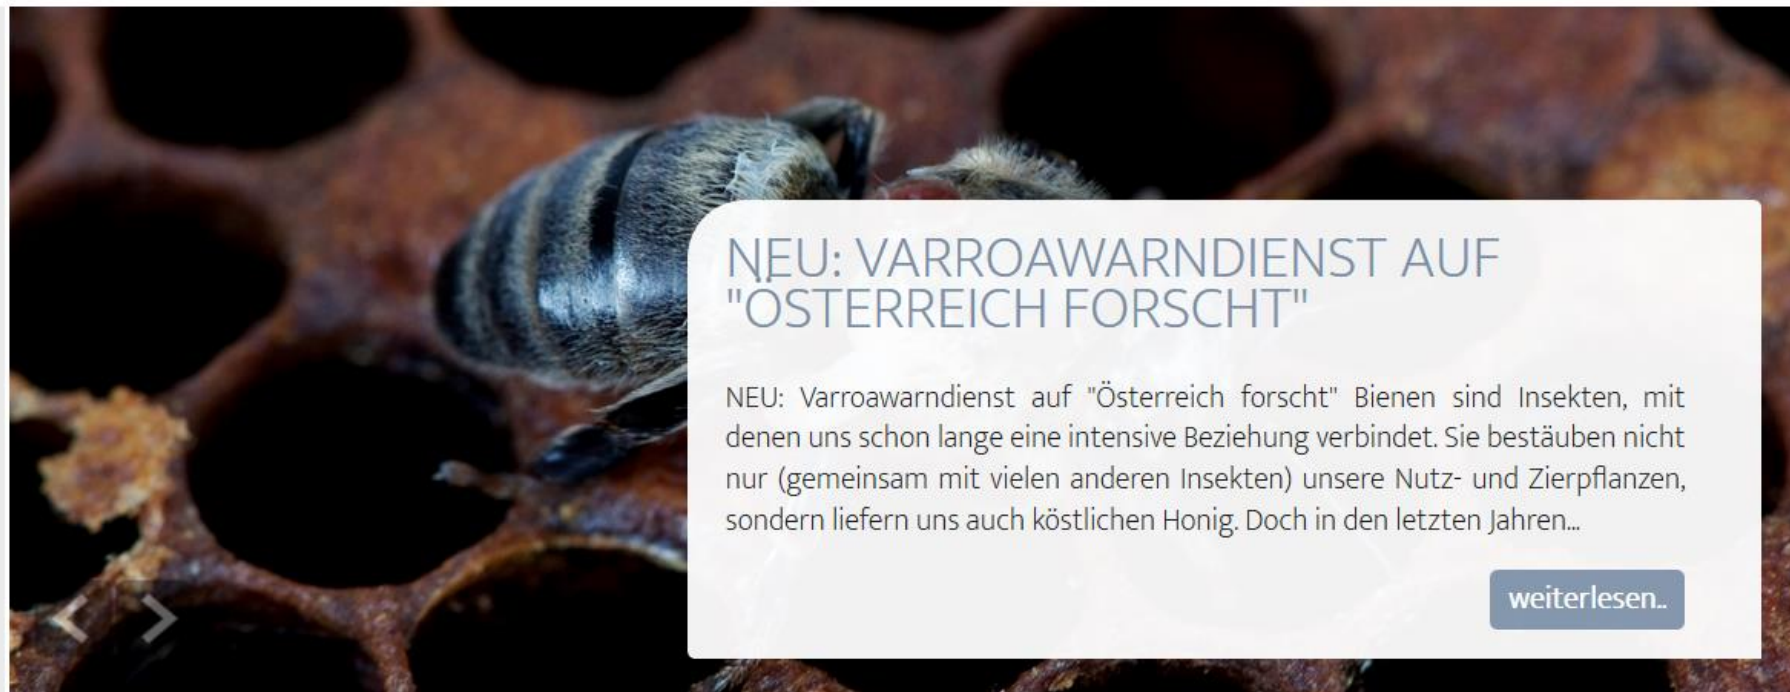 NEU: VARROAWARNDIENST AUF
"ÖSTERREICH FORSCHT"
NEU: Varroawarndienst auf "Österreich forscht" Bienen sind Insekten, mit
denen uns schon lange eine intensive Beziehung verbindet. Sie bestäuben nicht
nur (gemeinsam mit vielen anderen Insekten) unsere Nutz- und Zierpflanzen,
sondern liefern uns auch köstlichen Honig. Doch in den letzten Jahren...
weiterlesen..